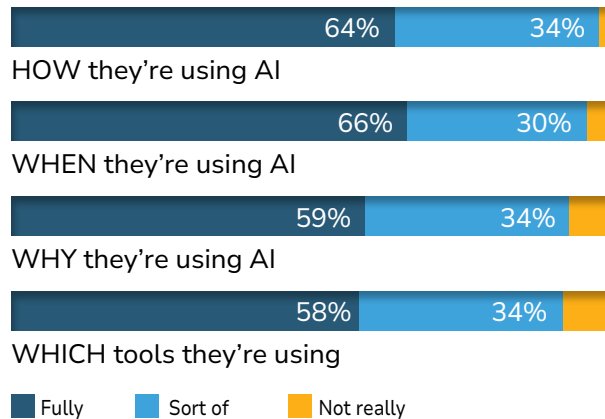 64% 34%
HOW they’re using AI
66% 30%
WHEN they’re using AI
59% 34%
WHY they’re using AI
58% 34%
WHICH tools they’re using
Fully Sort of Not really